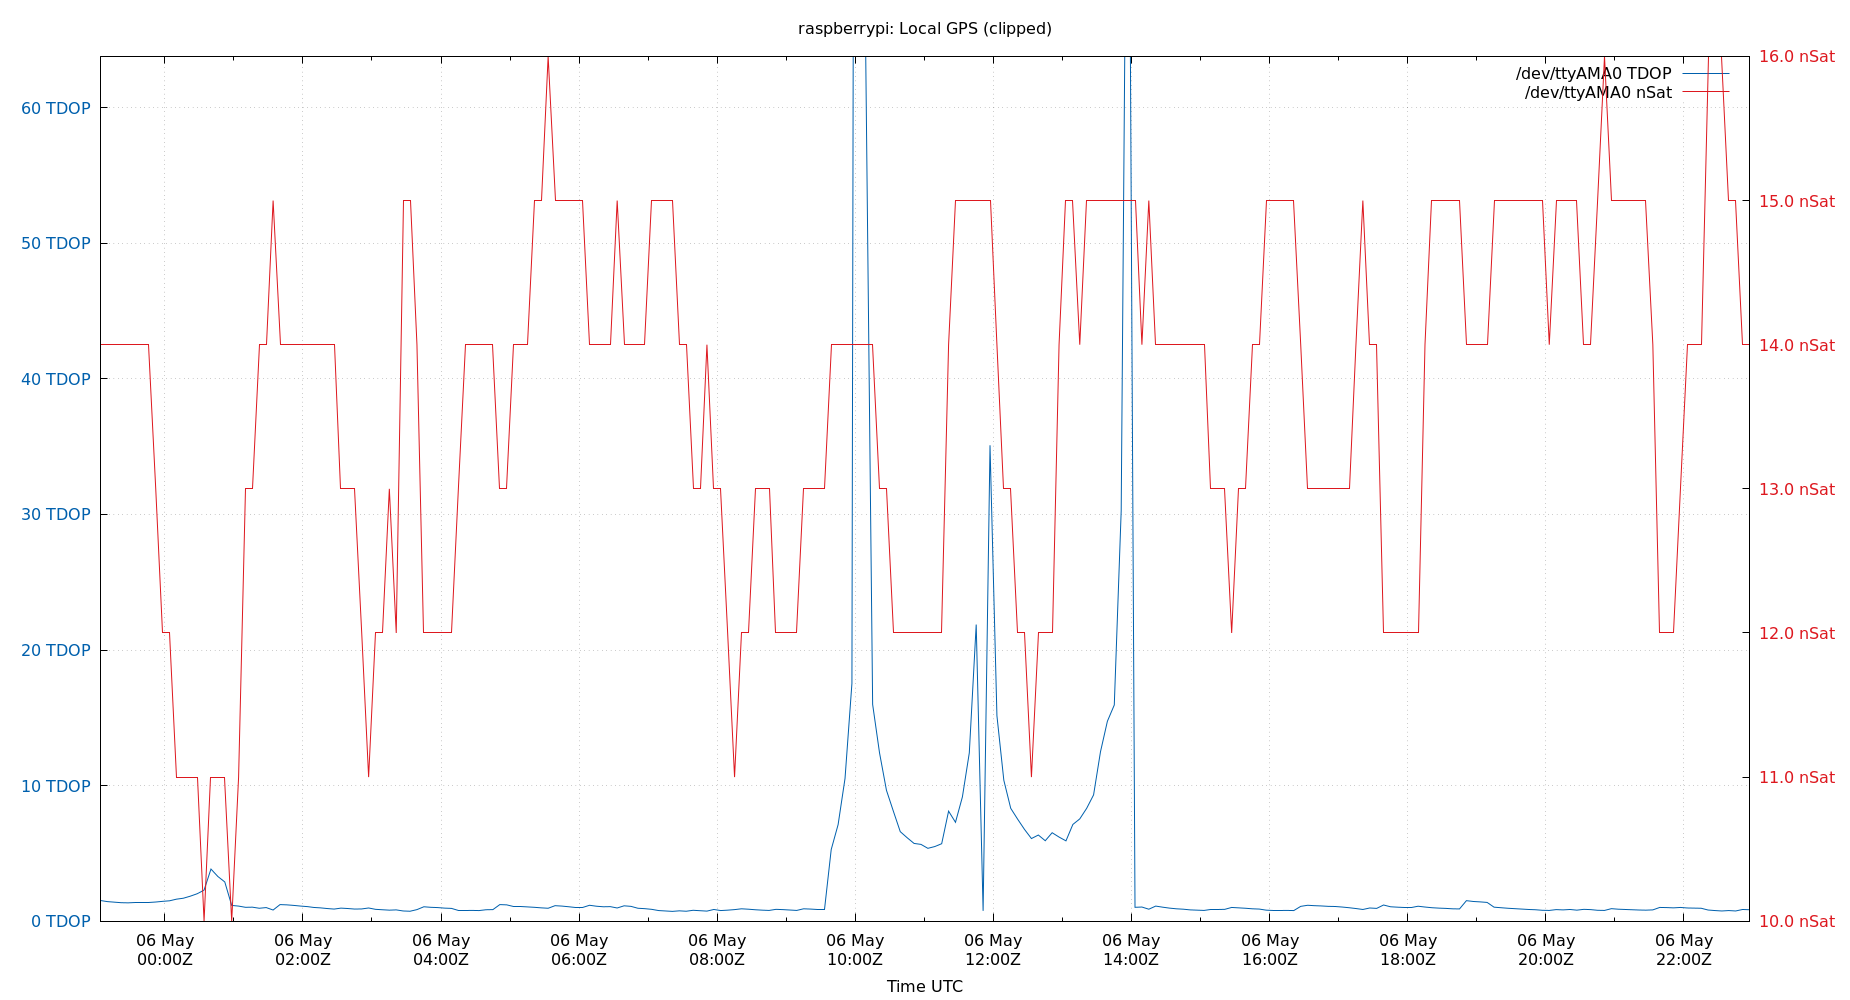 raspberrypi: Local GPS (clipped)
/dev/ttyAMA0 TDOP
/dev/ttyAMA0 nSat
60 TDOP
50 TDOP
40 TDOP
30 TDOP
20 TDOP
10 TDOP
0 TDOP
16.0 nSat
15.0 nSat
14.0 nSat
13.0 nSat
12.0 nSat
11.0 nSat
10.0 nSat
06 May 06 May 06 May 06 May 06 May 06 May 06 May 06 May 06 May 06 May 06 May 06 May
00:00Z 02:00Z 04:00Z 06:00Z 08:00Z 10:00Z 12:00Z 14:00Z 16:00Z 18:00Z 20:00Z 22:00Z
Time UTC